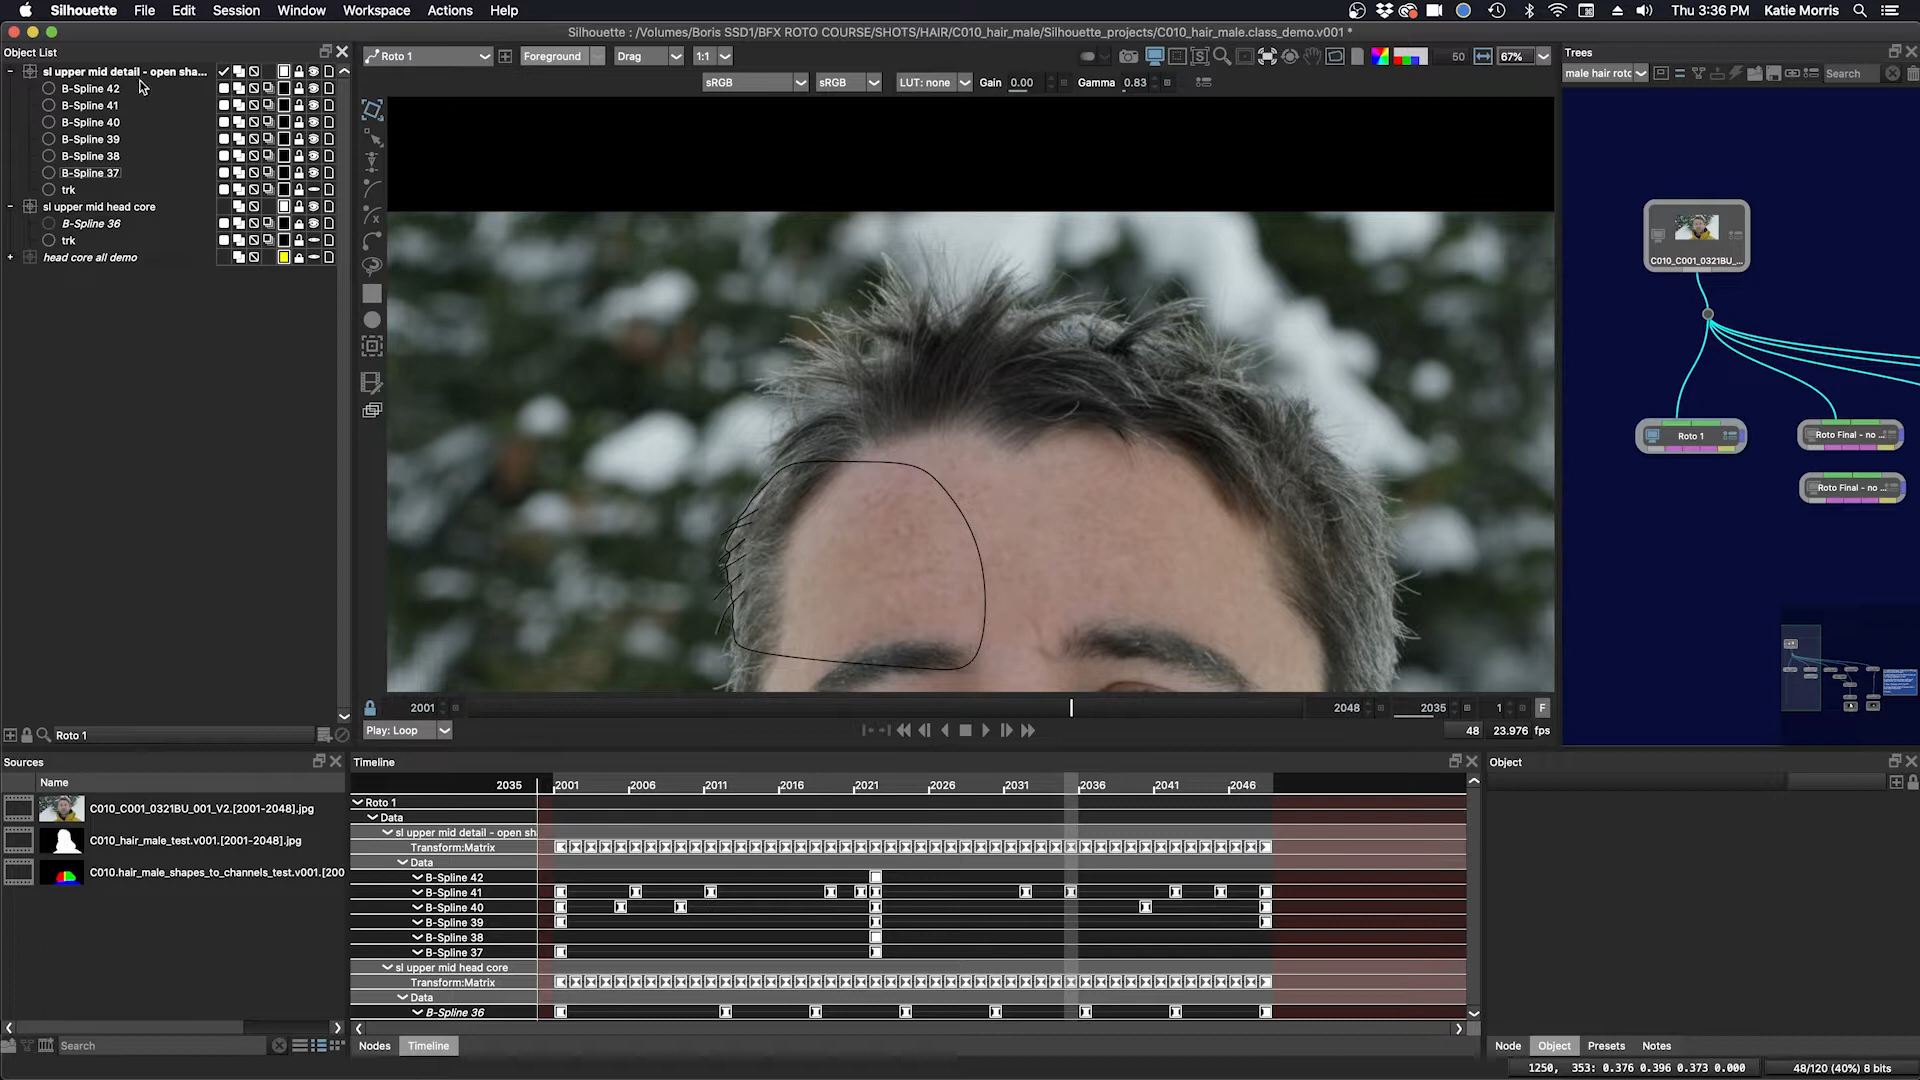 Silhouette File Edit Session Window Workspace Actions Help Thu 3:36 PM Katie Morris
Silhouette : /Volumes/Boris SSD1/BFX ROTO COURSE/SHOTS/HAIR/C010_hair_male/Silhouette_projects/C010_hair_male.class_demo.v001 *
Object List
sl upper mid detail - open sha...
B-Spline 42
B-Spline 41
B-Spline 40
B-Spline 39
B-Spline 38
B-Spline 37
trk
sl upper mid head core
B-Spline 36
trk
head core all demo
Roto 1
Roto 1 Foreground Drag 1:1 50 67%
sRGB sRGB LUT: none Gain 0.00 Gamma 0.83
Trees
male hair roto Search
C010_C001_0321BU_...
Roto 1
Roto Final - no ...
Roto Final - no ...
2001 2048 2035 1 F
Play: Loop 48 23.976 fps
Sources
Name
C010_C001_0321BU_001_V2.[2001-2048].jpg
C010_hair_male_test.v001.[2001-2048].jpg
C010.hair_male_shapes_to_channels_test.v001.[200
Search
Timeline
2035 2001 2006 2011 2016 2021 2026 2031 2036 2041 2046
Roto 1
Data
sl upper mid detail - open sh
Transform:Matrix
Data
B-Spline 42
B-Spline 41
B-Spline 40
B-Spline 39
B-Spline 38
B-Spline 37
sl upper mid head core
Transform:Matrix
Data
B-Spline 36
Nodes Timeline
Object
Node Object Presets Notes
1250, 353: 0.376 0.396 0.373 0.000 48/120 (40%) 8 bits